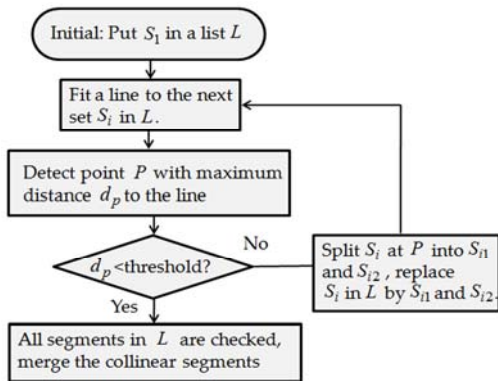 Initial: Put S₁ in a list L
Fit a line to the next
set Sᵢ in L.
Detect point P with maximum
distance dₚ to the line
dₚ<threshold?
No
Split Sᵢ at P into Sᵢ₁
and Sᵢ₂, replace
Sᵢ in L by Sᵢ₁ and Sᵢ₂.
Yes
All segments in L are checked,
merge the collinear segments